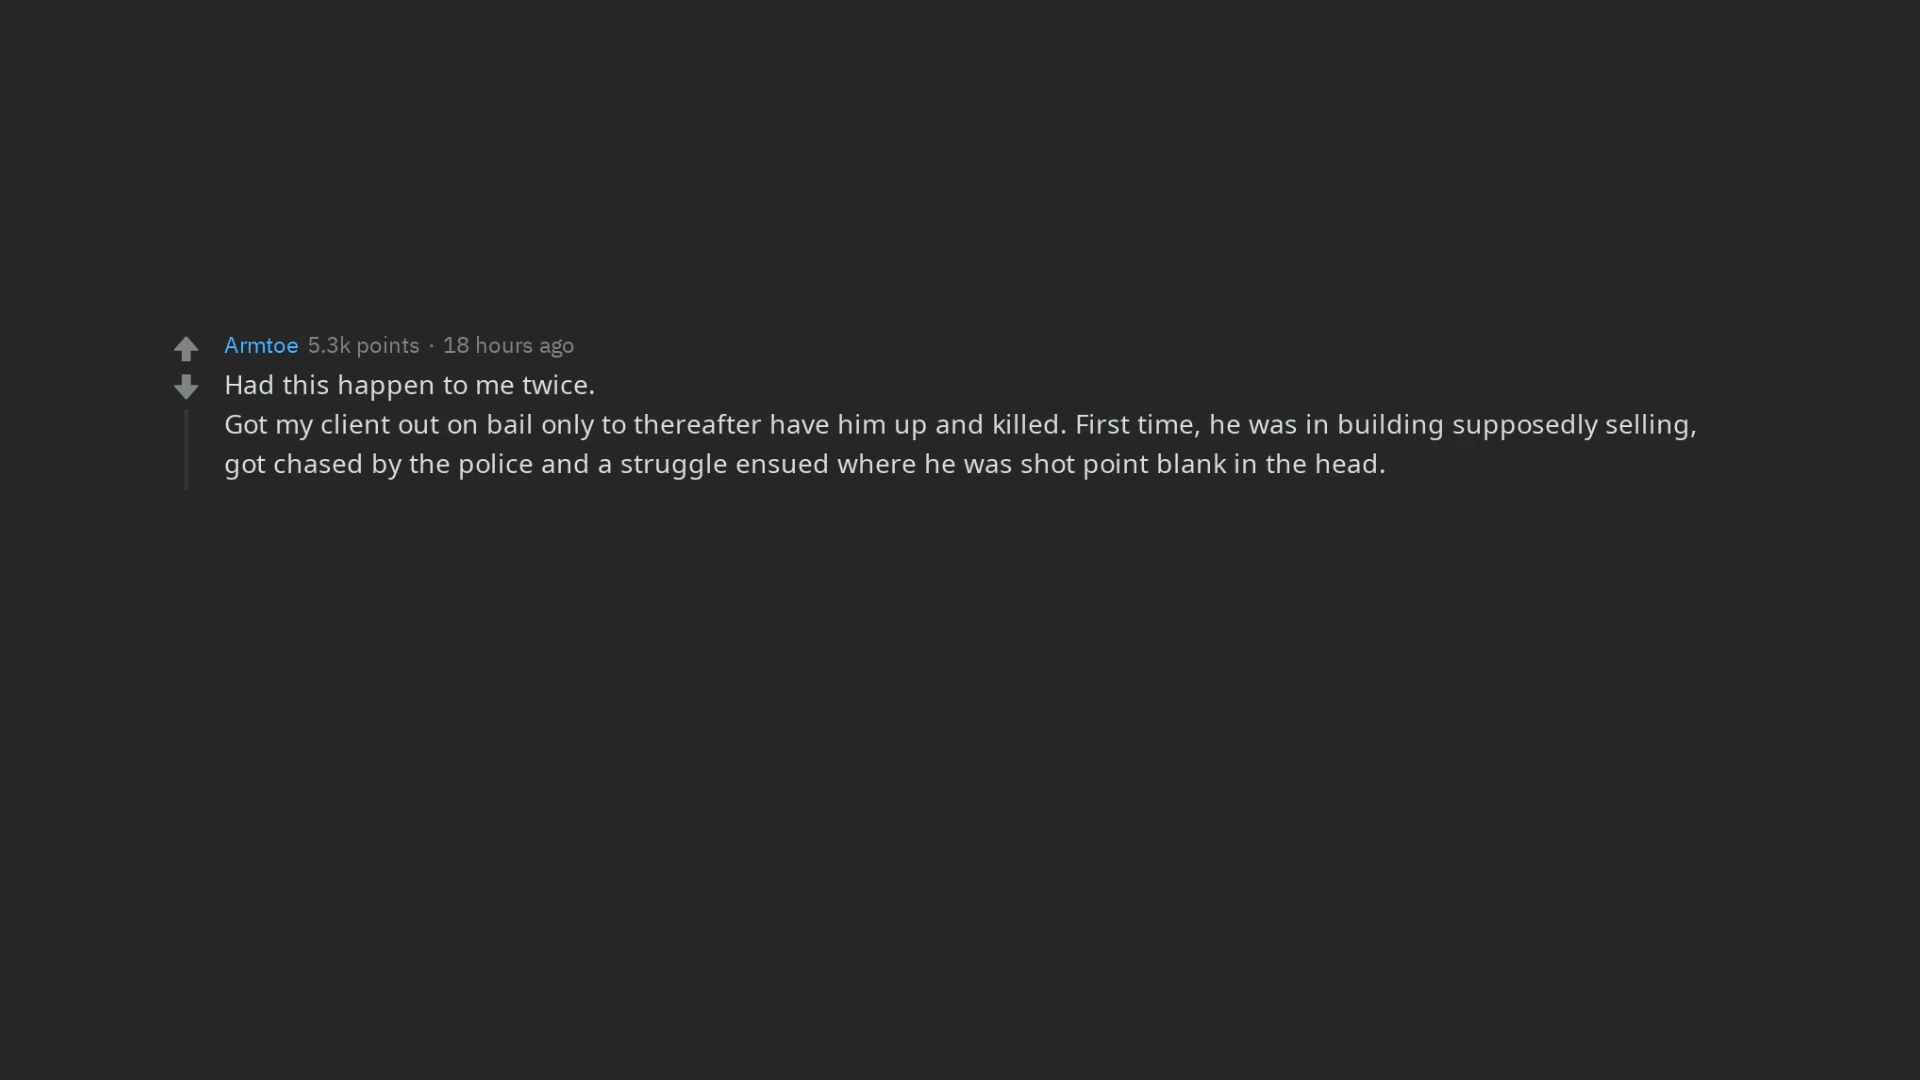 Armtoe 5.3k points · 18 hours ago
Had this happen to me twice.
Got my client out on bail only to thereafter have him up and killed. First time, he was in building supposedly selling,
got chased by the police and a struggle ensued where he was shot point blank in the head.